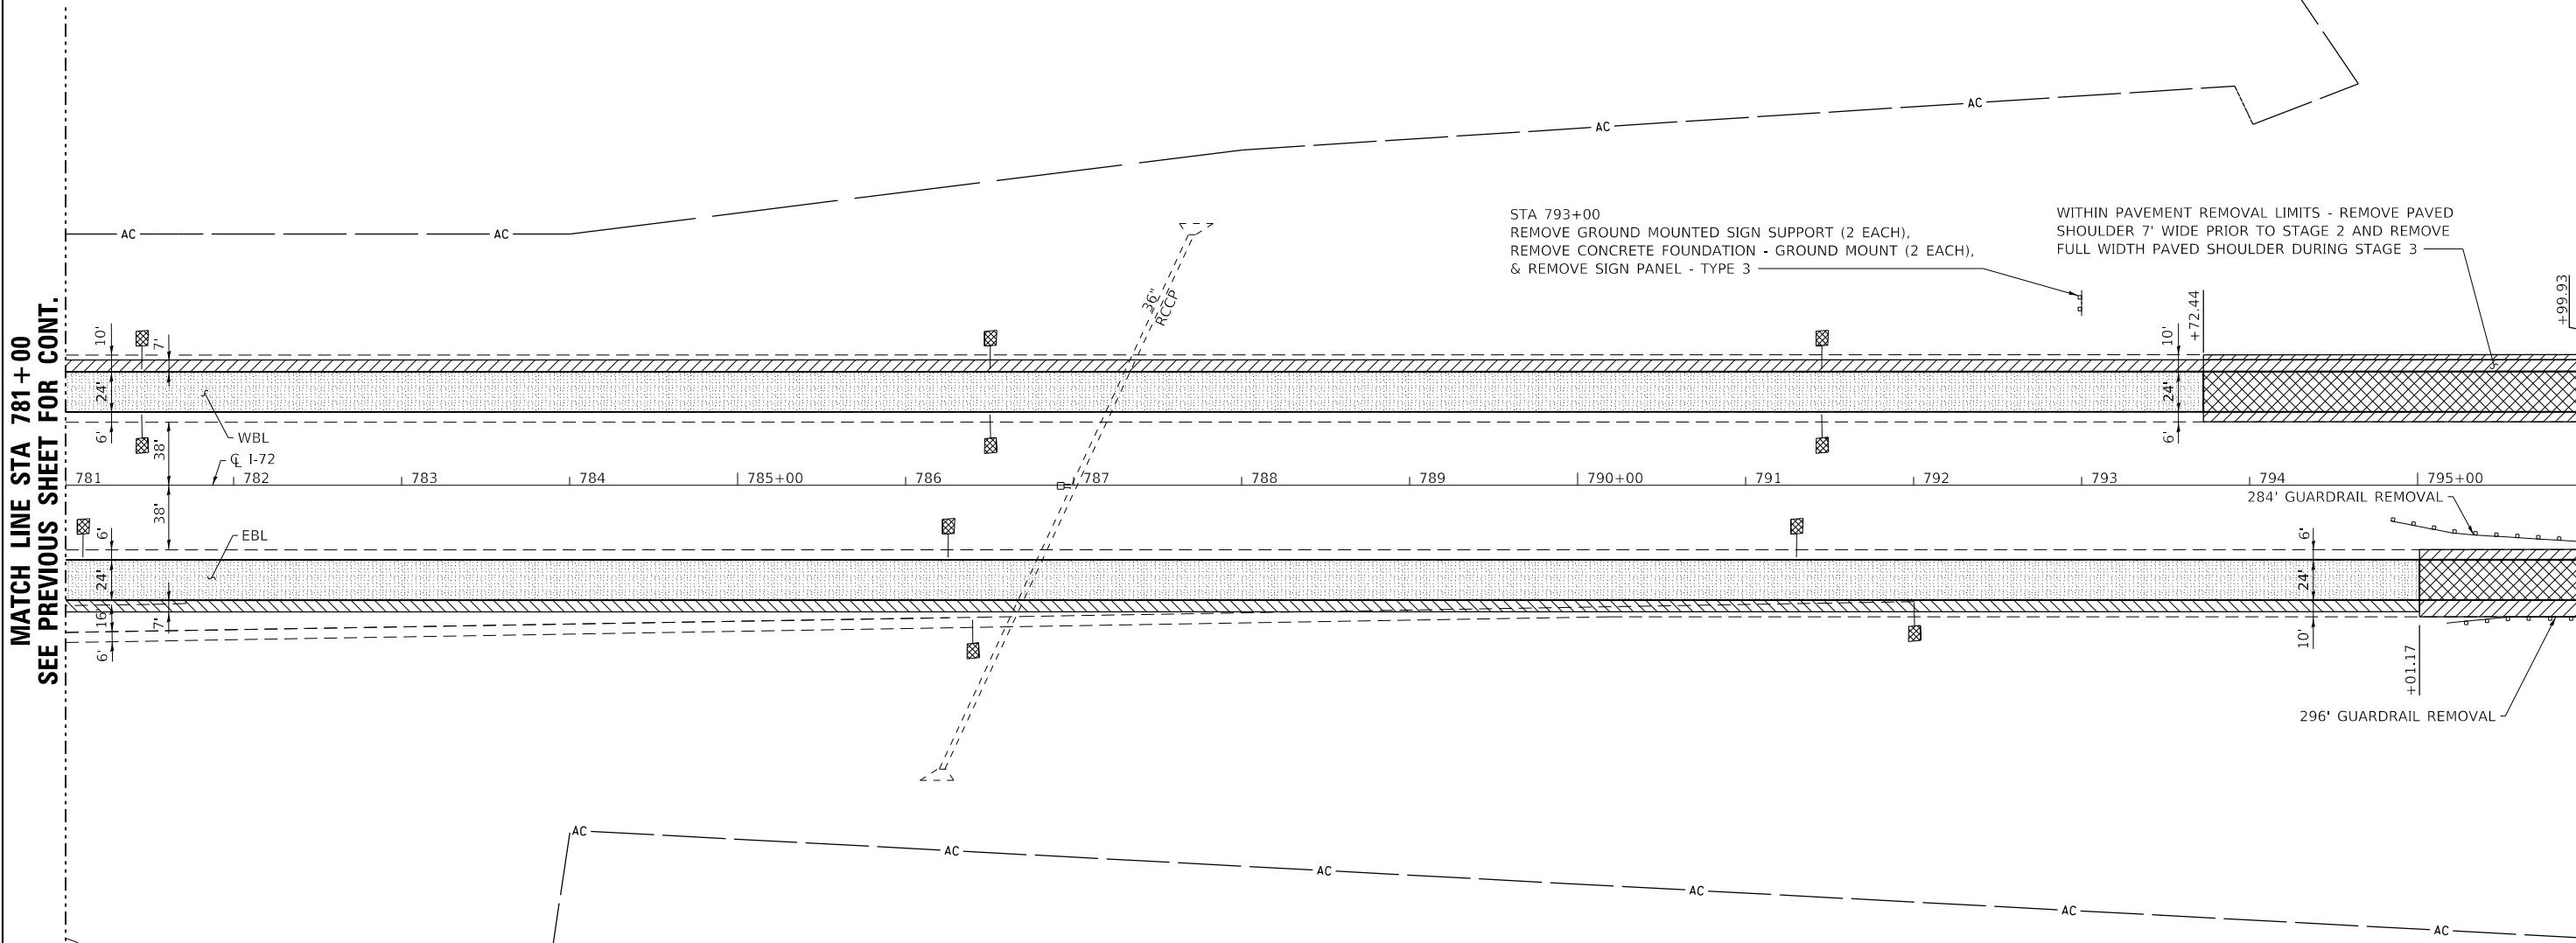 MATCH LINE STA 781+00
SEE PREVIOUS SHEET FOR CONT.
AC
AC
AC
AC
STA 793+00
REMOVE GROUND MOUNTED SIGN SUPPORT (2 EACH),
REMOVE CONCRETE FOUNDATION - GROUND MOUNT (2 EACH),
& REMOVE SIGN PANEL - TYPE 3
WITHIN PAVEMENT REMOVAL LIMITS - REMOVE PAVED
SHOULDER 7' WIDE PRIOR TO STAGE 2 AND REMOVE
FULL WIDTH PAVED SHOULDER DURING STAGE 3
36"
RCCP
+72.44
+99.93
10'
7'
24'
6'
38'
10'
24'
6'
WBL
℄ I-72
781
782
783
784
785+00
786
787
788
789
790+00
791
792
793
794
795+00
284' GUARDRAIL REMOVAL
38'
6'
EBL
24'
16'
7'
6'
6'
24'
10'
+01.17
296' GUARDRAIL REMOVAL
AC
AC
AC
AC
AC
AC